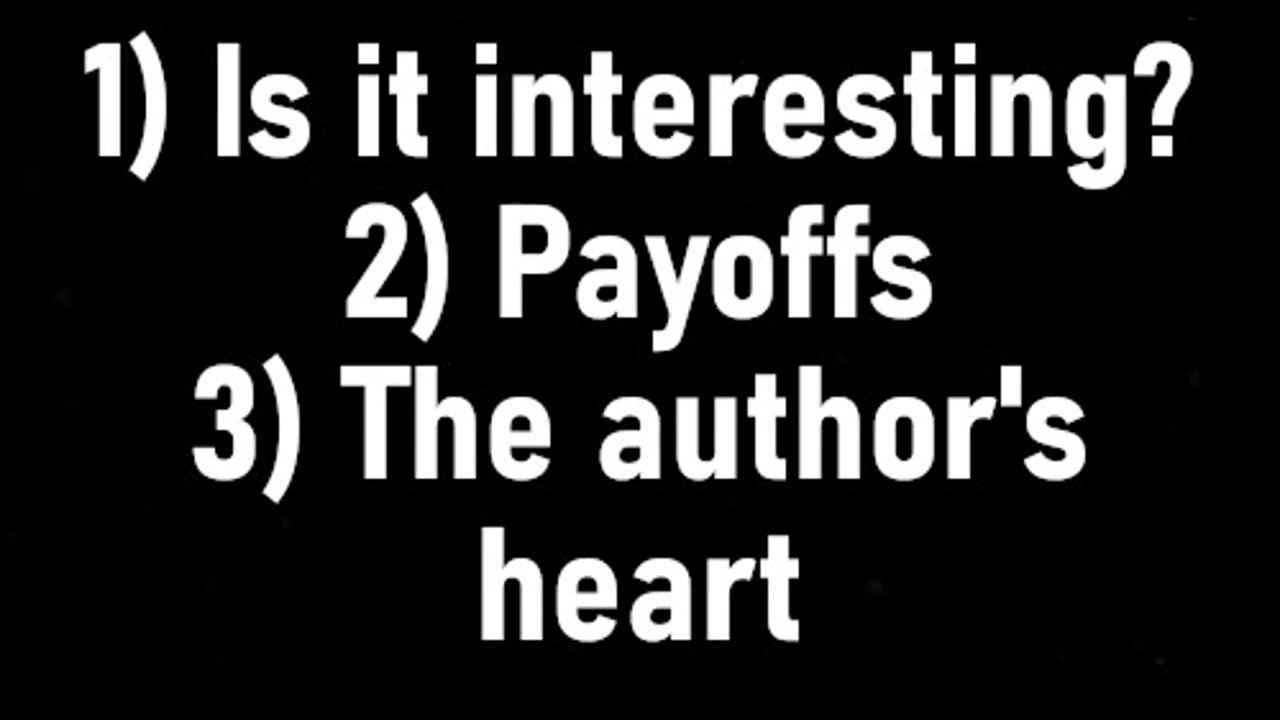 1) Is it interesting?
2) Payoffs
3) The author's
heart